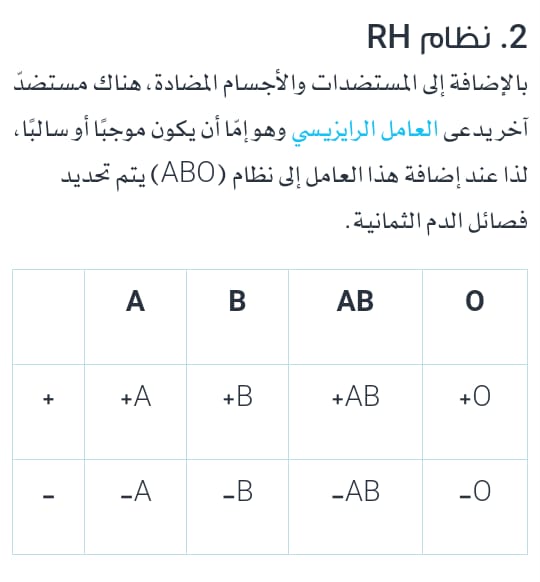 2. نظام RH
بالإضافة إلى المستضدات والأجسام المضادة، هناك مستضدّ
آخر يدعى العامل الرايزيسي وهو إمّا أن يكون موجبًا أو سالبًا،
لذا عند إضافة هذا العامل إلى نظام (ABO) يتم تحديد
فصائل الدم الثمانية.
A B AB O
+ +A +B +AB +O
- -A -B -AB -O